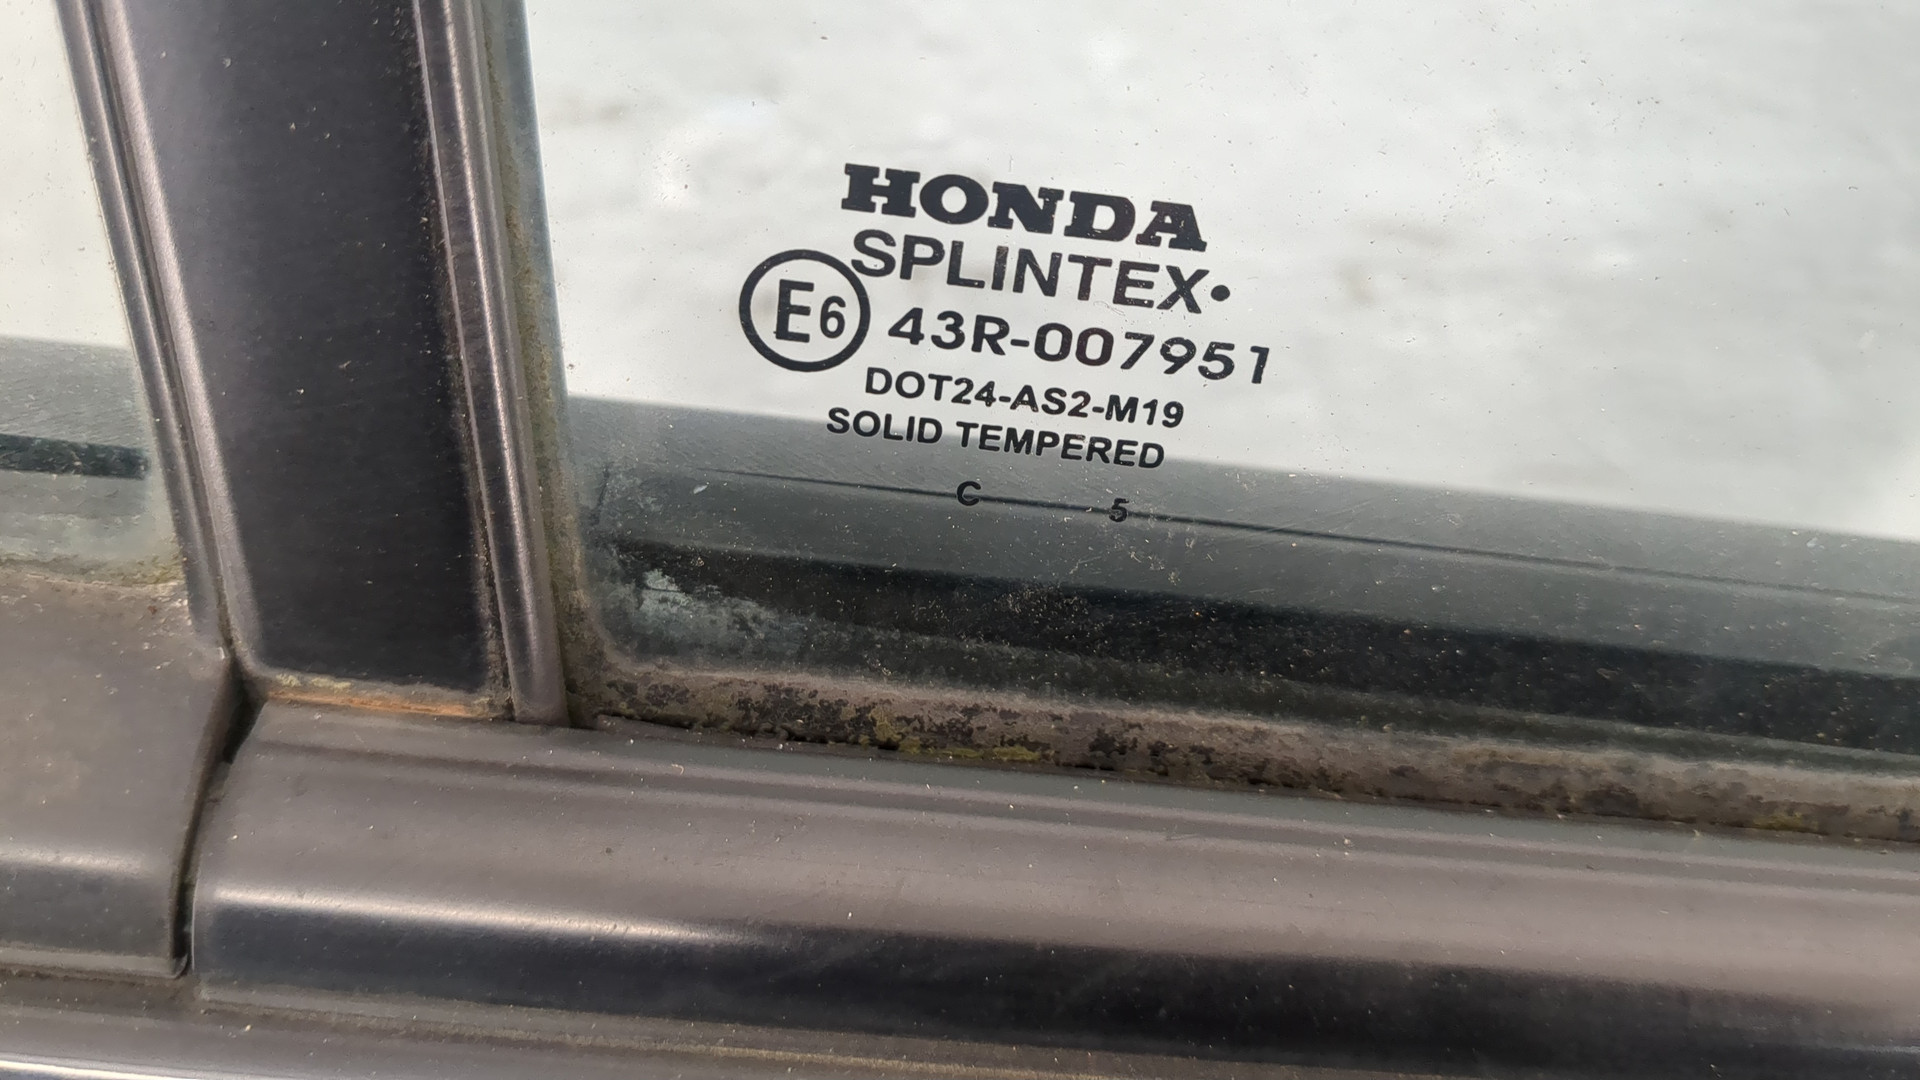 HONDA
SPLINTEX•
E6 43R-007951
DOT24-AS2-M19
SOLID TEMPERED
C 5